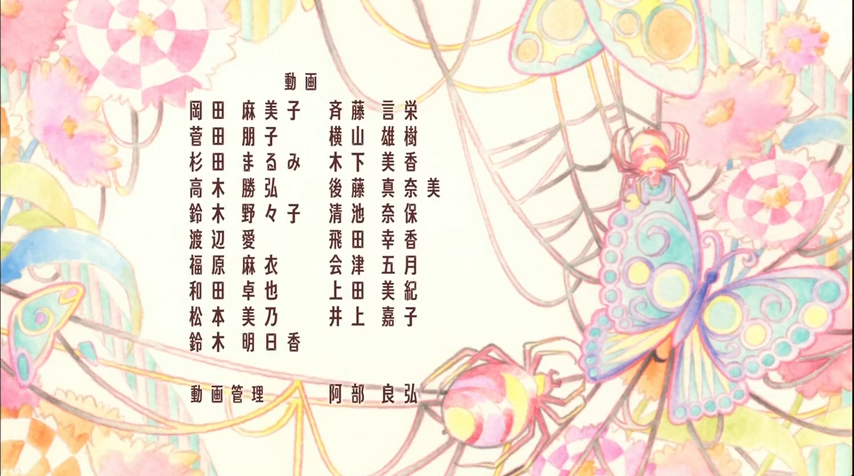 動画
岡田 麻美子 斉藤 言栄
菅田 朋子 横山 雄樹
杉田 まるみ 木下 美香
高木 勝弘 後藤 真奈美
鈴木 野々子 清池 奈保
渡辺 愛 飛田 幸香
福原 麻衣 会津 五月
和田 卓也 上田 美紀
松本 美乃 井上 嘉子
鈴木 明日香
動画管理 阿部 良弘